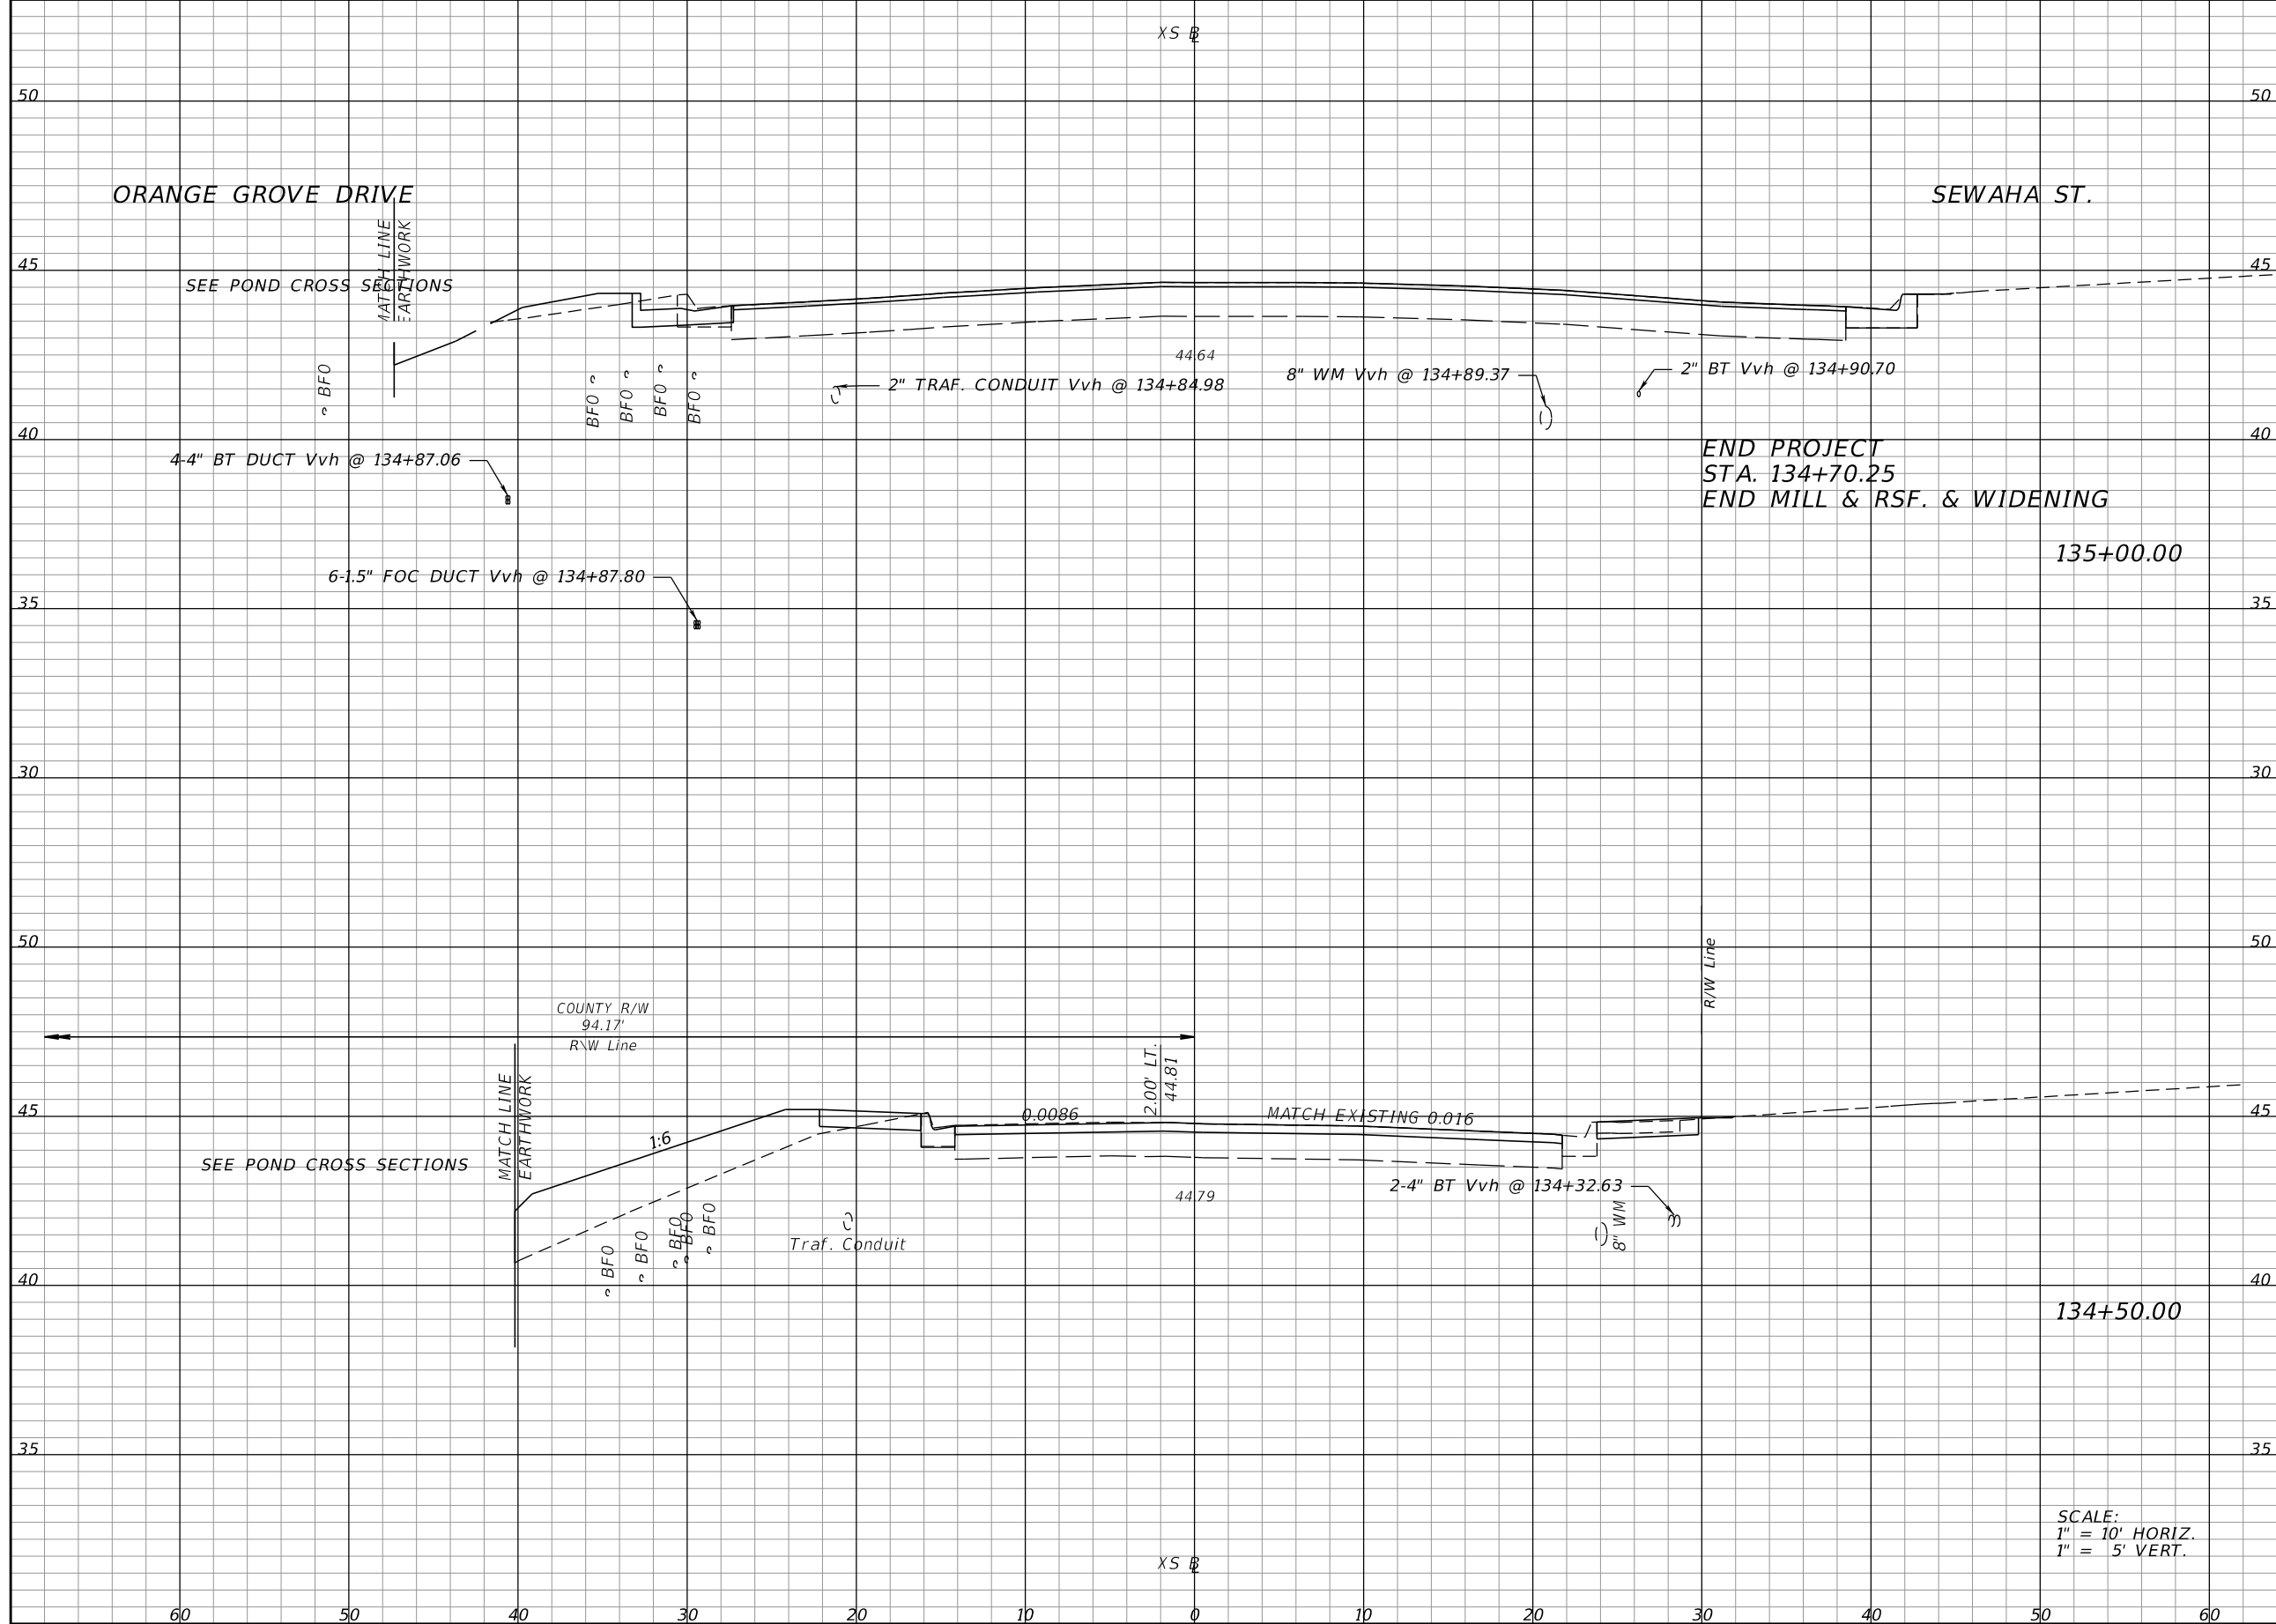 XS B
50 50
ORANGE GROVE DRIVE
SEWAHA ST.
MATCH LINE
EARTHWORK
45 45
SEE POND CROSS SECTIONS
44.64
BFO
BFO
BFO
BFO
BFO
2" TRAF. CONDUIT Vvh @ 134+84.98
8" WM Vvh @ 134+89.37
2" BT Vvh @ 134+90.70
40 40
4-4" BT DUCT Vvh @ 134+87.06
END PROJECT
STA. 134+70.25
END MILL & RSF. & WIDENING
135+00.00
6-1.5" FOC DUCT Vvh @ 134+87.80
35 35
30 30
50 50
R/W Line
COUNTY R/W
94.17'
R\W Line
2.00' LT.
44.81
MATCH LINE
EARTHWORK
45 45
0.0086
MATCH EXISTING 0.016
1:6
SEE POND CROSS SECTIONS
44.79
2-4" BT Vvh @ 134+32.63
8" WM
BFO
BFO
BFO
BFO
BFO
Traf. Conduit
40 40
134+50.00
35 35
SCALE:
1" = 10' HORIZ.
1" = 5' VERT.
XS B
60 50 40 30 20 10 0 10 20 30 40 50 60